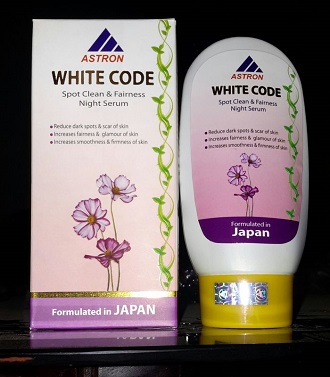 ASTRON
WHITE CODE
Spot Clean & Fairness
Night Serum
• Reduce dark spots & scar of skin
• Increases fairness & glamour of skin
• Increases smoothness & firmness of skin
Formulated in JAPAN
ASTRON
WHITE CODE
Spot Clean & Fairness
Night Serum
• Reduce dark spots & scar of skin
• Increases fairness & glamour of skin
• Increases smoothness & firmness of skin
Formulated in
Japan